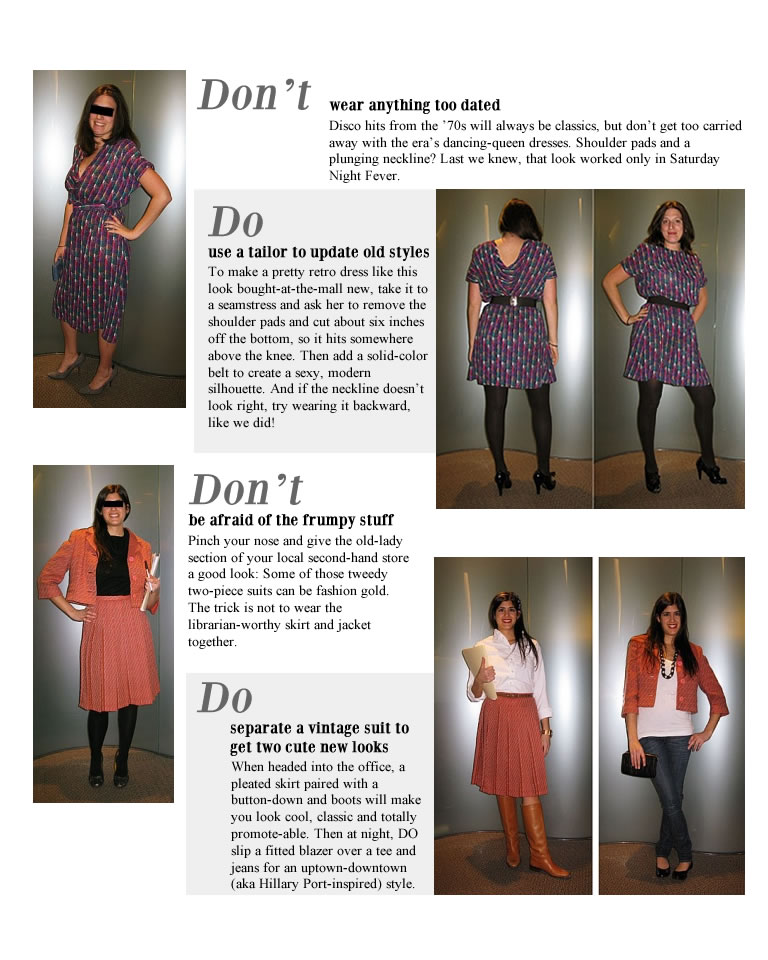 Don't
wear anything too dated
Disco hits from the ’70s will always be classics, but don’t get too carried
away with the era’s dancing-queen dresses. Shoulder pads and a
plunging neckline? Last we knew, that look worked only in Saturday
Night Fever.
Do
use a tailor to update old styles
To make a pretty retro dress like this
look bought-at-the-mall new, take it to
a seamstress and ask her to remove the
shoulder pads and cut about six inches
off the bottom, so it hits somewhere
above the knee. Then add a solid-color
belt to create a sexy, modern
silhouette. And if the neckline doesn’t
look right, try wearing it backward,
like we did!
Don’t
be afraid of the frumpy stuff
Pinch your nose and give the old-lady
section of your local second-hand store
a good look: Some of those tweedy
two-piece suits can be fashion gold.
The trick is not to wear the
librarian-worthy skirt and jacket
together.
Do
separate a vintage suit to
get two cute new looks
When headed into the office, a
pleated skirt paired with a
button-down and boots will make
you look cool, classic and totally
promote-able. Then at night, DO
slip a fitted blazer over a tee and
jeans for an uptown-downtown
(aka Hillary Port-inspired) style.